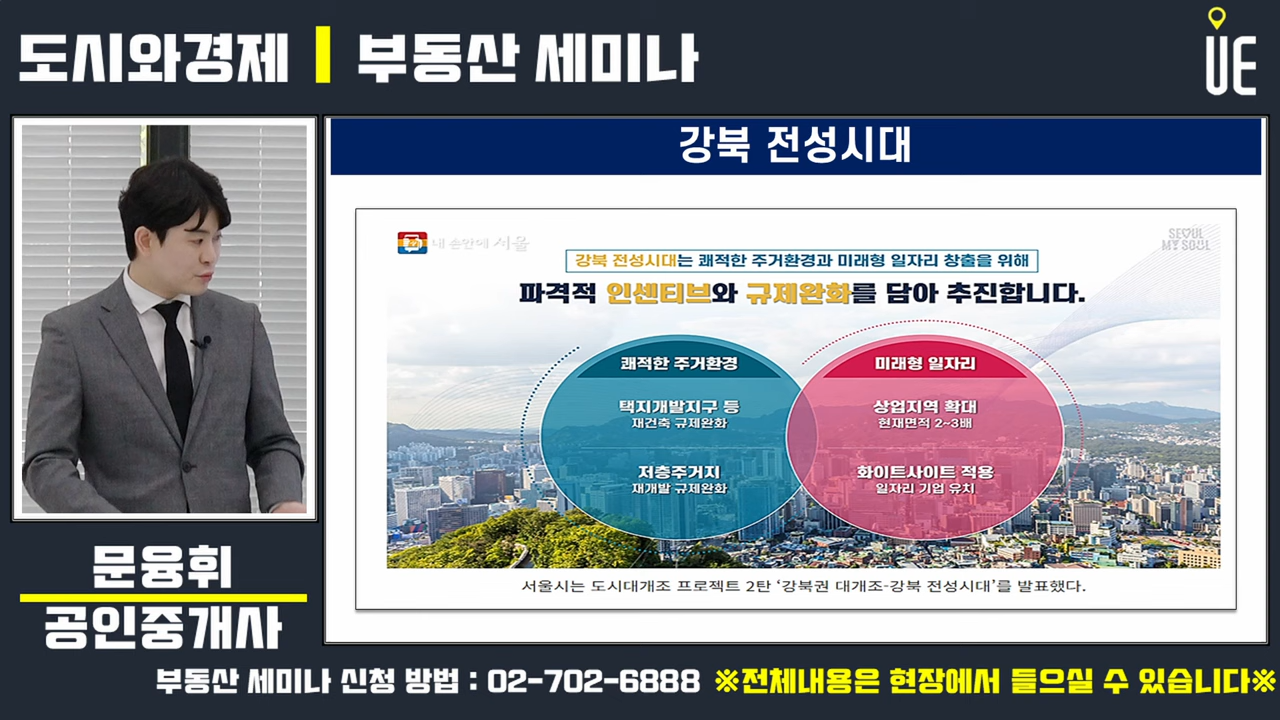 도시와경제 | 부동산 세미나
UE
강북 전성시대
내 손안에 서울
SEOUL
MY SOUL
강북 전성시대는 쾌적한 주거환경과 미래형 일자리 창출을 위해
파격적 인센티브와 규제완화를 담아 추진합니다.
쾌적한 주거환경
택지개발지구 등
재건축 규제완화
저층주거지
재개발 규제완화
미래형 일자리
상업지역 확대
현재면적 2~3배
화이트사이트 적용
일자리 기업 유치
서울시는 도시대개조 프로젝트 2탄 ‘강북권 대개조-강북 전성시대’를 발표했다.
문융휘
공인중개사
부동산 세미나 신청 방법 : 02-702-6888 ※전체내용은 현장에서 들으실 수 있습니다※